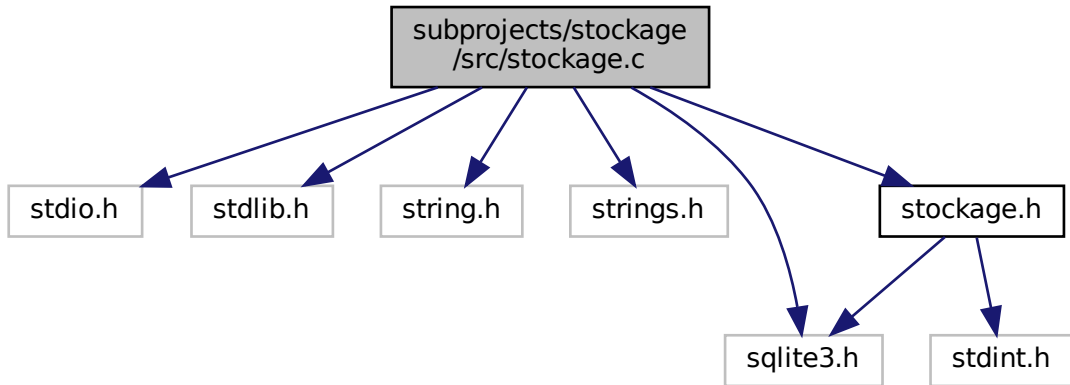 subprojects/stockage
/src/stockage.c
stdio.h
stdlib.h
string.h
strings.h
stockage.h
sqlite3.h
stdint.h